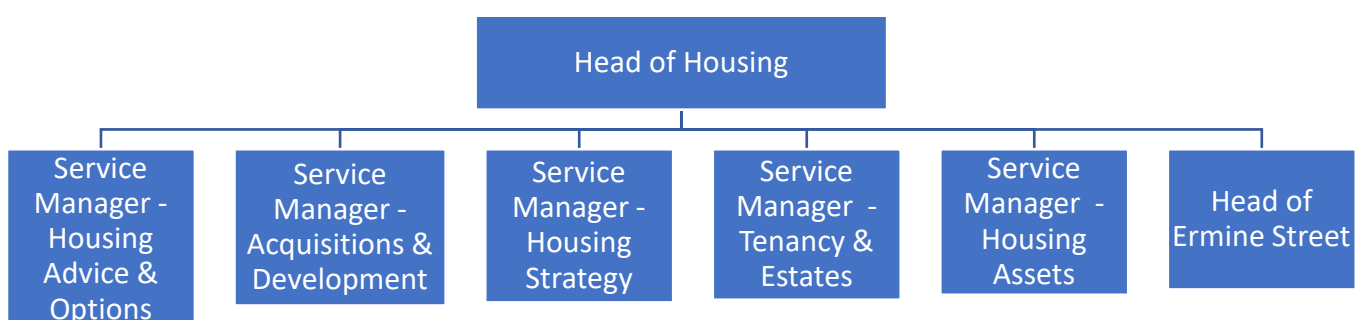 Head of Housing
Service
Manager -
Housing
Advice &
Options
Service
Manager -
Acquisitions &
Development
Service
Manager -
Housing
Strategy
Service
Manager  -
Tenancy &
Estates
Service
Manager  -
Housing
Assets
Head of
Ermine Street